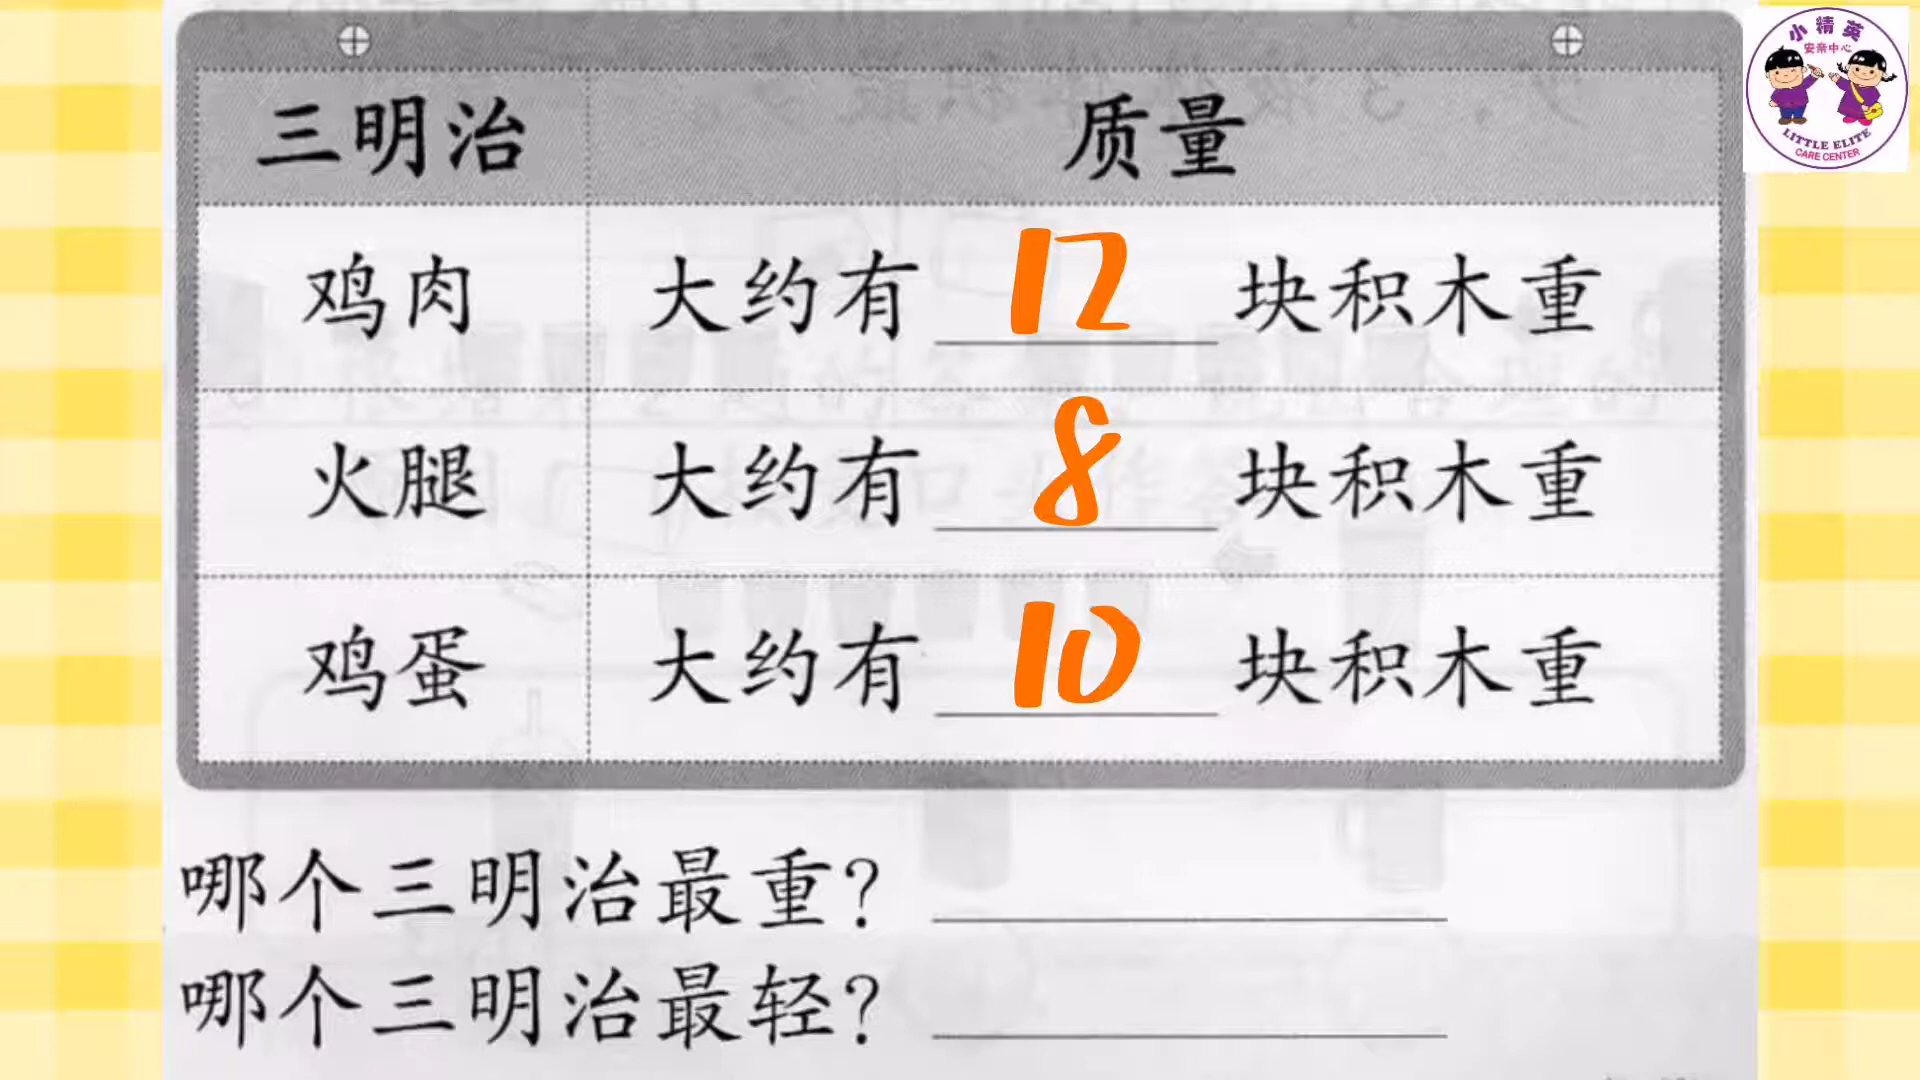 小精英
安亲中心
LITTLE ELITE
CARE CENTER
三明治 质量
鸡肉 大约有 12 块积木重
火腿 大约有 8 块积木重
鸡蛋 大约有 10 块积木重
哪个三明治最重?
哪个三明治最轻?